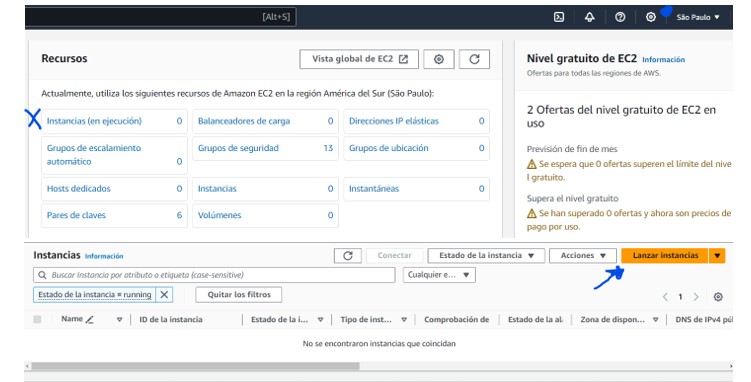 [Alt+S]
São Paulo
Recursos
Vista global de EC2
Actualmente, utiliza los siguientes recursos de Amazon EC2 en la región América del Sur (São Paulo):
Instancias (en ejecución) 0
Balanceadores de carga 0
Direcciones IP elásticas 0
Grupos de escalamiento automático 0
Grupos de seguridad 13
Grupos de ubicación 0
Hosts dedicados 0
Instancias 0
Instantáneas 0
Pares de claves 6
Volúmenes 0
Nivel gratuito de EC2 Información
Ofertas para todas las regiones de AWS.
2 Ofertas del nivel gratuito de EC2 en
uso
Previsión de fin de mes
Se espera que 0 ofertas superen el límite del nive
l gratuito.
Supera el nivel gratuito
Se han superado 0 ofertas y ahora son precios de
pago por uso.
Instancias Información
Conectar
Estado de la instancia
Acciones
Lanzar instancias
Buscar Instancia por atributo o etiqueta (case-sensitive)
Cualquier e...
Estado de la instancia = running
Quitar los filtros
1
Name
ID de la instancia
Estado de la i...
Tipo de inst...
Comprobación de
Estado de la al
Zona de dispon...
DNS de IPv4 púl
No se encontraron instancias que coincidan